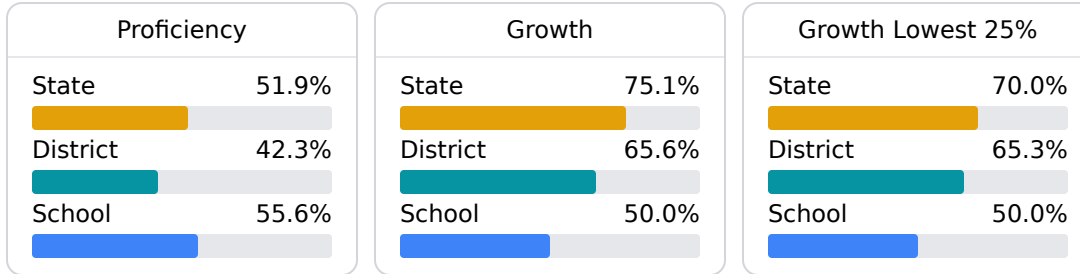 Proficiency
State 51.9%
District 42.3%
School 55.6%
Growth
State 75.1%
District 65.6%
School 50.0%
Growth Lowest 25%
State 70.0%
District 65.3%
School 50.0%